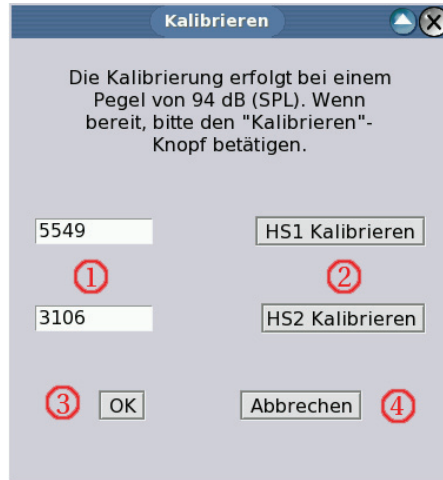 Kalibrieren
Die Kalibrierung erfolgt bei einem
Pegel von 94 dB (SPL). Wenn
bereit, bitte den "Kalibrieren"-
Knopf betätigen.
5549 HS1 Kalibrieren
1 2
3106 HS2 Kalibrieren
3 OK Abbrechen 4